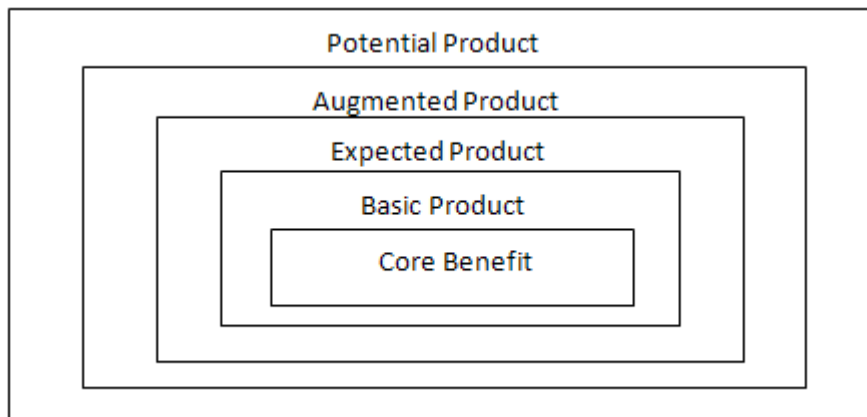 Potential Product
Augmented Product
Expected Product
Basic Product
Core Benefit